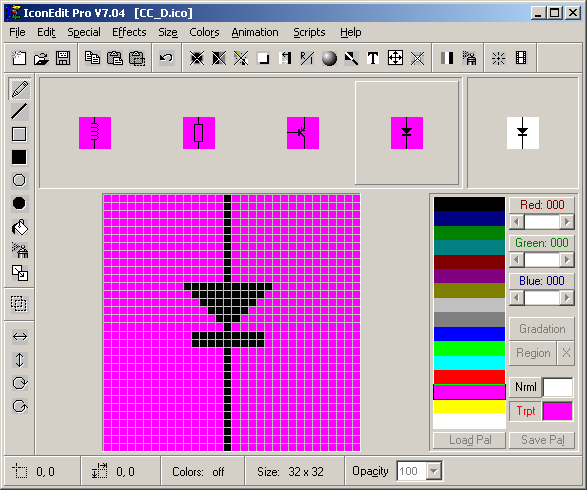 IconEdit Pro V7.04 [CC_D.ico]
File Edit Special Effects Size Colors Animation Scripts Help
T R
Red: 000
Green: 000
Blue: 000
Gradation
Region X
Nrml
Trpt
Load Pal Save Pal
0, 0 0, 0 Colors: off Size: 32 x 32 Opacity 100